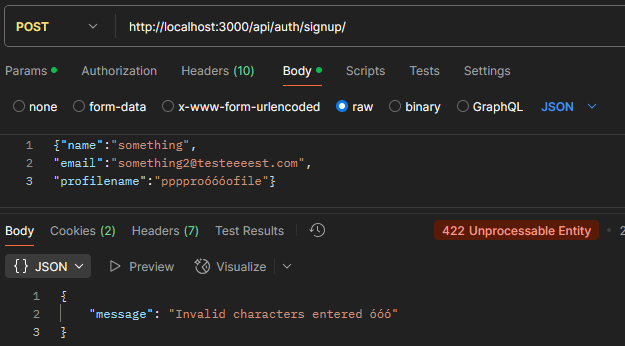 POST http://localhost:3000/api/auth/signup/
Params Authorization Headers (10) Body Scripts Tests Settings
none form-data x-www-form-urlencoded raw binary GraphQL JSON
1 {"name":"something",
2 "email":"something2@testeeeest.com",
3 "profilename":"pppproóóóofile"}
Body Cookies (2) Headers (7) Test Results 422 Unprocessable Entity 2
{} JSON Preview Visualize
1 {
2 "message": "Invalid characters entered óóó"
3 }